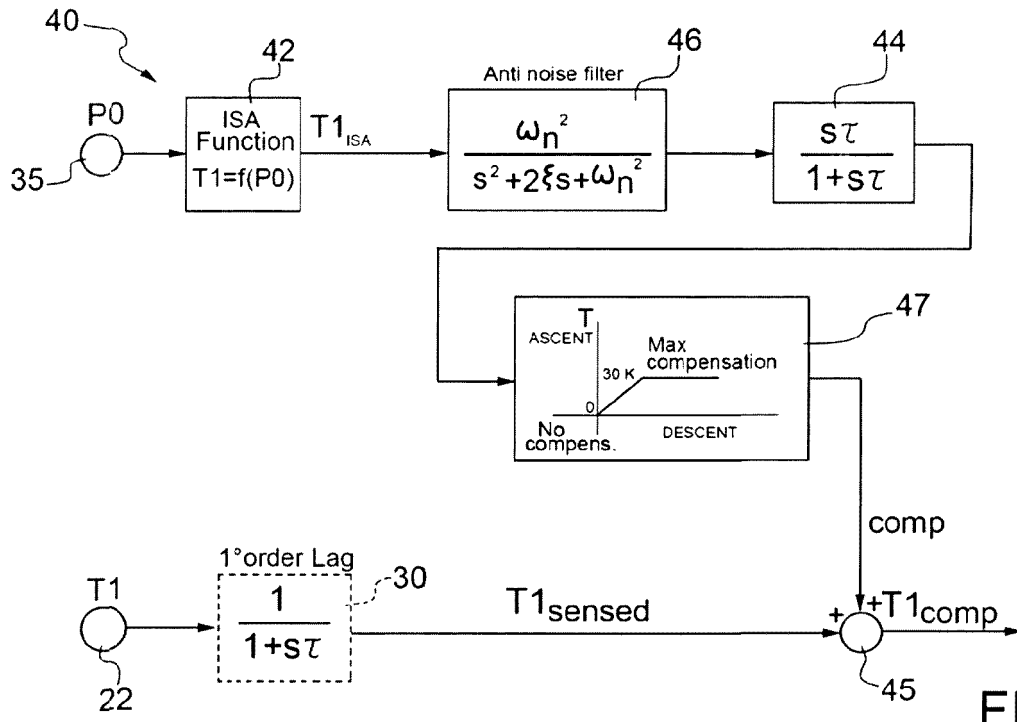 40
42
46
44
Anti noise filter
P0
35
ISA
Function
T1=f(P0)
T1ISA
ωn²
s²+2ξs+ωn²
sτ
1+sτ
47
T
ASCENT
Max
compensation
30 K
0
No
compens.
DESCENT
comp
1°order Lag
30
T1
22
1
1+sτ
T1sensed
+
+
T1comp
45